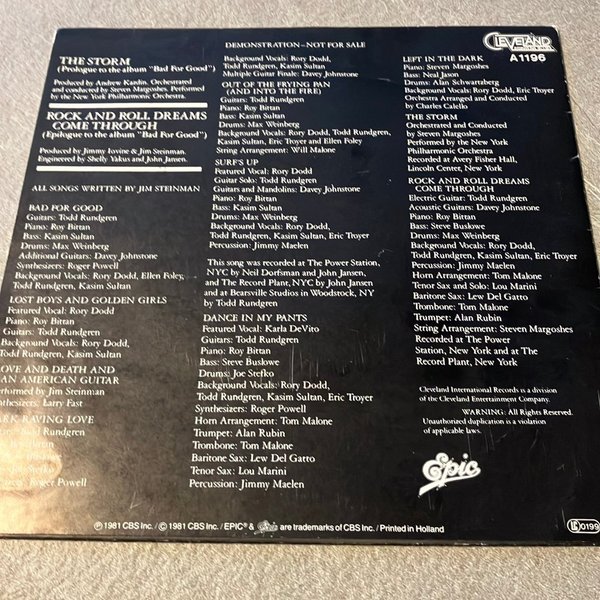 THE STORM
(Prologue to the album "Bad For Good")
Produced by Andrew Kazdin. Orchestrated
and conducted by Steven Margoshes. Performed
by the New York Philharmonic Orchestra.
ROCK AND ROLL DREAMS
COME THROUGH
(Epilogue to the album "Bad For Good")
Produced by Jimmy Iovine & Jim Steinman.
Engineered by Shelly Yakus and John Jansen.
ALL SONGS WRITTEN BY JIM STEINMAN
BAD FOR GOOD
Guitars: Todd Rundgren
Piano: Roy Bittan
Bass: Kasim Sultan
Drums: Max Weinberg
Additional Guitars: Davey Johnstone
Synthesizers: Roger Powell
Background Vocals: Rory Dodd, Ellen Foley,
Todd Rundgren, Kasim Sultan
LOST BOYS AND GOLDEN GIRLS
Featured Vocal: Rory Dodd
Piano: Roy Bittan
Guitars: Todd Rundgren
Background Vocals: Rory Dodd,
Todd Rundgren, Kasim Sultan
OVE AND DEATH AND
AN AMERICAN GUITAR
erformed by Jim Steinman
nthesizers: Larry Fast
ARK RAVING LOVE
Todd Rundgren
Stefko
Roger Powell
DEMONSTRATION–NOT FOR SALE
Background Vocals: Rory Dodd,
Todd Rundgren, Kasim Sultan
Multiple Guitar Finale: Davey Johnstone
OUT OF THE FRYING PAN
(AND INTO THE FIRE)
Guitars: Todd Rundgren
Piano: Roy Bittan
Bass: Kasim Sultan
Drums: Max Weinberg
Background Vocals: Rory Dodd, Todd Rundgren,
Kasim Sultan, Eric Troyer and Ellen Foley
String Arrangement: Will Malone
SURF'S UP
Featured Vocal: Rory Dodd
Guitar Solo: Todd Rundgren
Guitars and Mandolins: Davey Johnstone
Piano: Roy Bittan
Bass: Kasim Sultan
Drums: Max Weinberg
Background Vocals: Rory Dodd,
Todd Rundgren, Kasim Sultan, Eric Troyer
Percussion: Jimmy Maelen
This song was recorded at The Power Station,
NYC by Neil Dorfsman and John Jansen,
and The Record Plant, NYC by John Jansen
and at Bearsville Studios in Woodstock, NY
by Todd Rundgren
DANCE IN MY PANTS
Featured Vocal: Karla DeVito
Piano: Roy Bittan
Guitars: Todd Rundgren
Bass: Steve Buslowe
Drums: Joe Stefko
Background Vocals: Rory Dodd,
Todd Rundgren, Kasim Sultan, Eric Troyer
Synthesizers: Roger Powell
Horn Arrangement: Tom Malone
Trumpet: Alan Rubin
Trombone: Tom Malone
Baritone Sax: Lew Del Gatto
Tenor Sax: Lou Marini
Percussion: Jimmy Maelen
CLEVELAND
A 1196
LEFT IN THE DARK
Piano: Steven Margoshes
Bass: Neal Jason
Drums: Alan Schwartzberg
Background Vocals: Rory Dodd, Eric Troyer
Orchestra Arranged and Conducted
by Charles Calello
THE STORM
Orchestrated and Conducted
by Steven Margoshes
Performed by the New York
Philharmonic Orchestra
Recorded at Avery Fisher Hall,
Lincoln Center, New York
ROCK AND ROLL DREAMS
COME THROUGH
Electric Guitar: Todd Rundgren
Acoustic Guitars: Davey Johnstone
Piano: Roy Bittan
Bass: Steve Buslowe
Drums: Max Weinberg
Background Vocals: Rory Dodd,
Todd Rundgren, Kasim Sultan, Eric Troyer
Percussion: Jimmy Maelen
Horn Arrangement: Tom Malone
Tenor Sax and Solo: Lou Marini
Baritone Sax: Lew Del Gatto
Trombone: Tom Malone
Trumpet: Alan Rubin
String Arrangement: Steven Margoshes
Recorded at The Power
Station, New York and at The
Record Plant, New York
Cleveland International Records is a division
of the Cleveland Entertainment Company.
WARNING: All Rights Reserved.
Unauthorized duplication is a violation
of applicable laws.
Epic
℗ 1981 CBS Inc. / © 1981 CBS Inc. / EPIC® & Epic are trademarks of CBS Inc. / Printed in Holland
0199